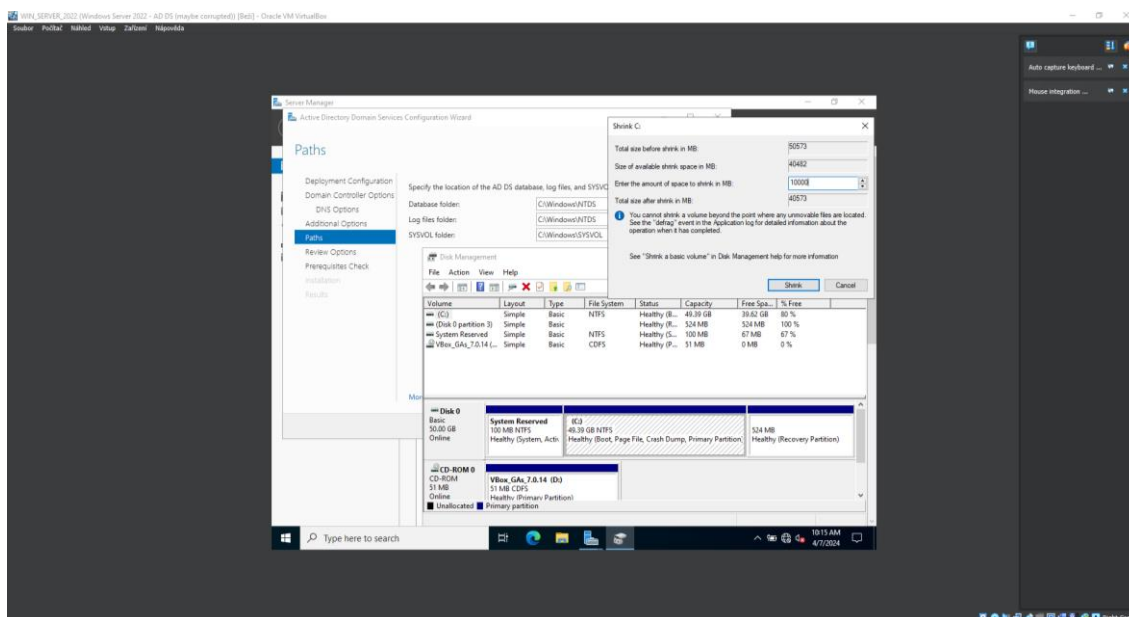 WIN_SERVER_2022 (Windows Server 2022 - AD DS (maybe corrupted)) [Běží] - Oracle VM VirtualBox
Soubor Počítač Náhled Vstup Zařízení Nápověda
Auto capture keyboard ...
Mouse integration ...
Server Manager
Active Directory Domain Services Configuration Wizard
Paths
Deployment Configuration
Domain Controller Options
DNS Options
Additional Options
Paths
Review Options
Prerequisites Check
Installation
Results
Specify the location of the AD DS database, log files, and SYSVO
Database folder: C:\Windows\NTDS
Log files folder: C:\Windows\NTDS
SYSVOL folder: C:\Windows\SYSVOL
Mor
Shrink C:
Total size before shrink in MB: 50573
Size of available shrink space in MB: 40482
Enter the amount of space to shrink in MB: 10000
Total size after shrink in MB: 40573
You cannot shrink a volume beyond the point where any unmovable files are located.
See the "defrag" event in the Application log for detailed information about the
operation when it has completed.
See "Shrink a basic volume" in Disk Management help for more information
Shrink Cancel
Disk Management
File Action View Help
Volume Layout Type File System Status Capacity Free Spa... % Free
(C:) Simple Basic NTFS Healthy (B... 49.39 GB 39.62 GB 80 %
(Disk 0 partition 3) Simple Basic Healthy (R... 524 MB 524 MB 100 %
System Reserved Simple Basic NTFS Healthy (S... 100 MB 67 MB 67 %
VBox_GAs_7.0.14 (... Simple Basic CDFS Healthy (P... 51 MB 0 MB 0 %
Disk 0
Basic
50.00 GB
Online
System Reserved
100 MB NTFS
Healthy (System, Activ
(C:)
49.39 GB NTFS
Healthy (Boot, Page File, Crash Dump, Primary Partition)
524 MB
Healthy (Recovery Partition)
CD-ROM 0
CD-ROM
51 MB
Online
VBox_GAs_7.0.14 (D:)
51 MB CDFS
Healthy (Primary Partition)
Unallocated Primary partition
Type here to search
10:15 AM
4/7/2024